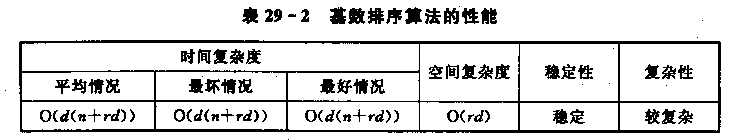 表 29-2 基数排序算法的性能
时间复杂度 空间复杂度 稳定性 复杂性
平均情况 最坏情况 最好情况
O(d(n+rd)) O(d(n+rd)) O(d(n+rd)) O(rd) 稳定 较复杂